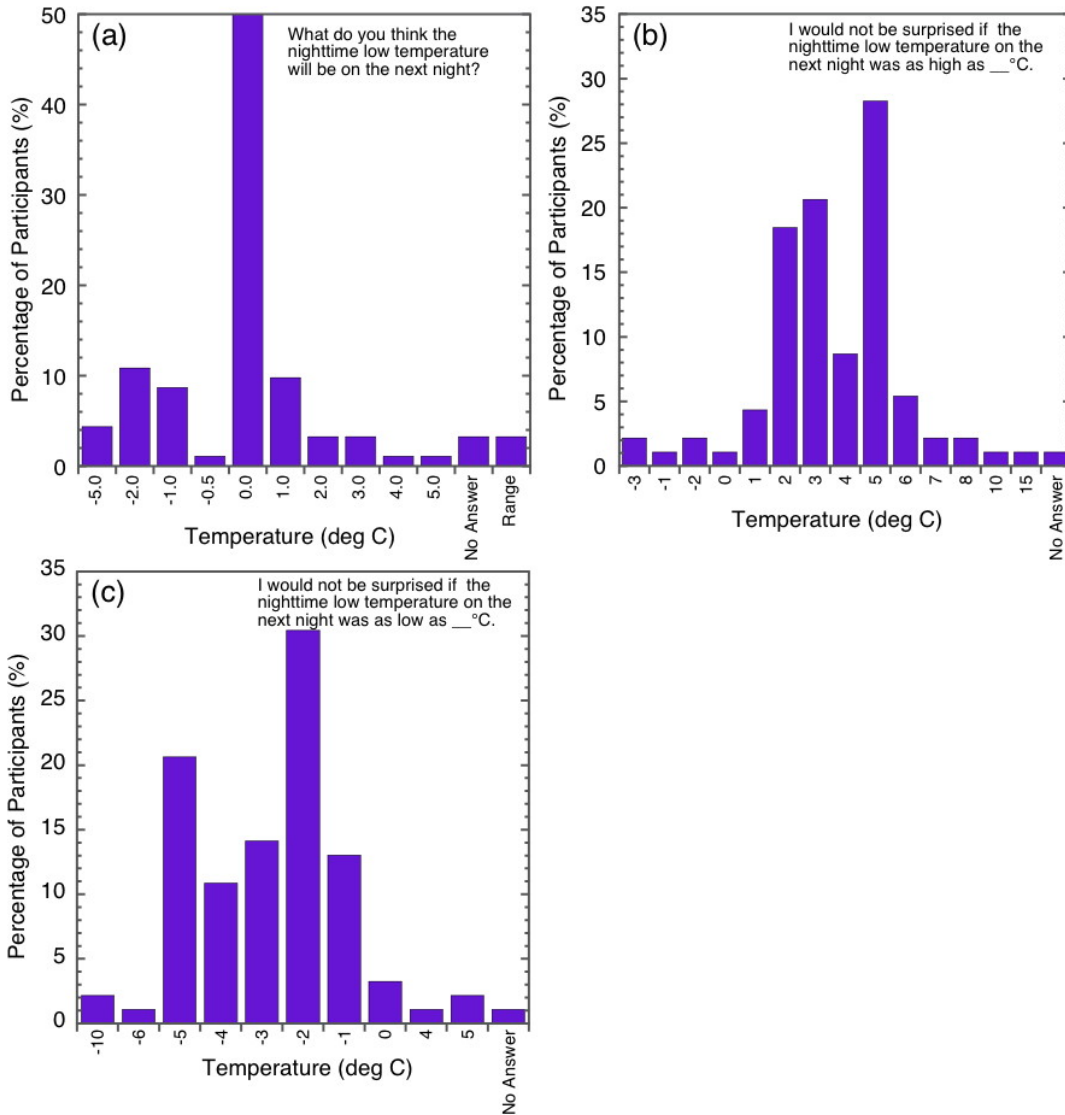 (a)
What do you think the
nighttime low temperature
will be on the next night?
Percentage of Participants (%)
50
40
30
20
10
0
-5.0
-2.0
-1.0
-0.5
0.0
1.0
2.0
3.0
4.0
5.0
No Answer
Range
Temperature (deg C)
(b)
I would not be surprised if the
nighttime low temperature on the
next night was as high as __°C.
Percentage of Participants (%)
35
30
25
20
15
10
5
0
-3
-1
-2
0
1
2
3
4
5
6
7
8
10
15
No Answer
Temperature (deg C)
(c)
I would not be surprised if the
nighttime low temperature on the
next night was as low as __°C.
Percentage of Participants (%)
35
30
25
20
15
10
5
0
-10
-6
-5
-4
-3
-2
-1
0
4
5
No Answer
Temperature (deg C)